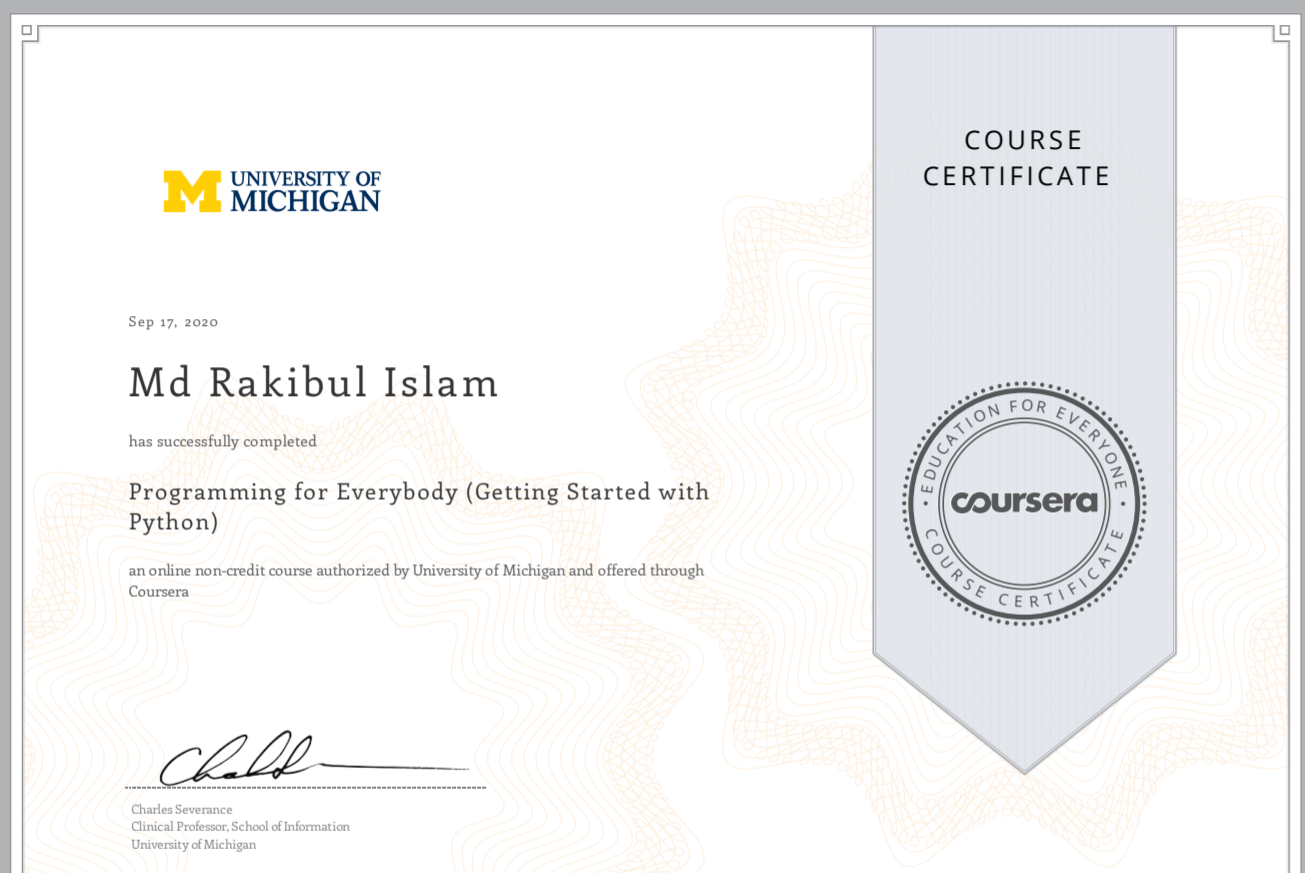 UNIVERSITY OF
MICHIGAN
COURSE
CERTIFICATE
Sep 17, 2020
Md Rakibul Islam
has successfully completed
Programming for Everybody (Getting Started with
Python)
an online non-credit course authorized by University of Michigan and offered through
Coursera
EDUCATION FOR EVERYONE
coursera
COURSE CERTIFICATE
Charles Severance
Clinical Professor, School of Information
University of Michigan